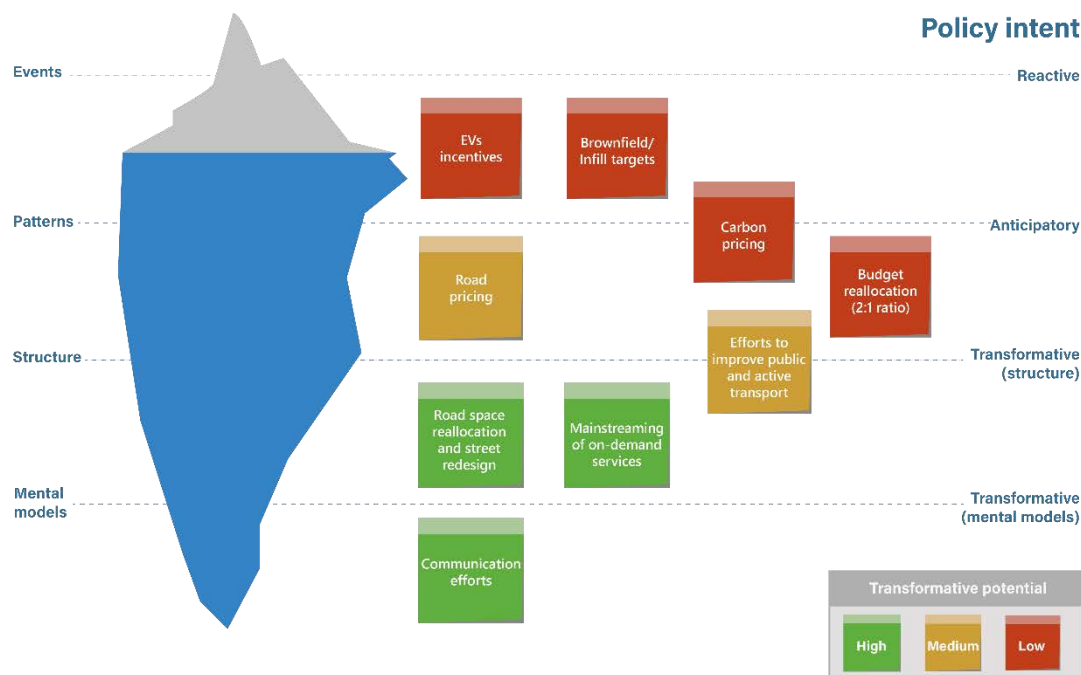 Policy intent
Events
Reactive
EVs
incentives
Brownfield/
Infill targets
Patterns
Anticipatory
Carbon
pricing
Road
pricing
Budget
reallocation
(2:1 ratio)
Structure
Transformative
(structure)
Efforts to
improve public
and active
transport
Road space
reallocation
and street
redesign
Mainstreaming
of on-demand
services
Mental
models
Transformative
(mental models)
Communication
efforts
Transformative potential
High
Medium
Low